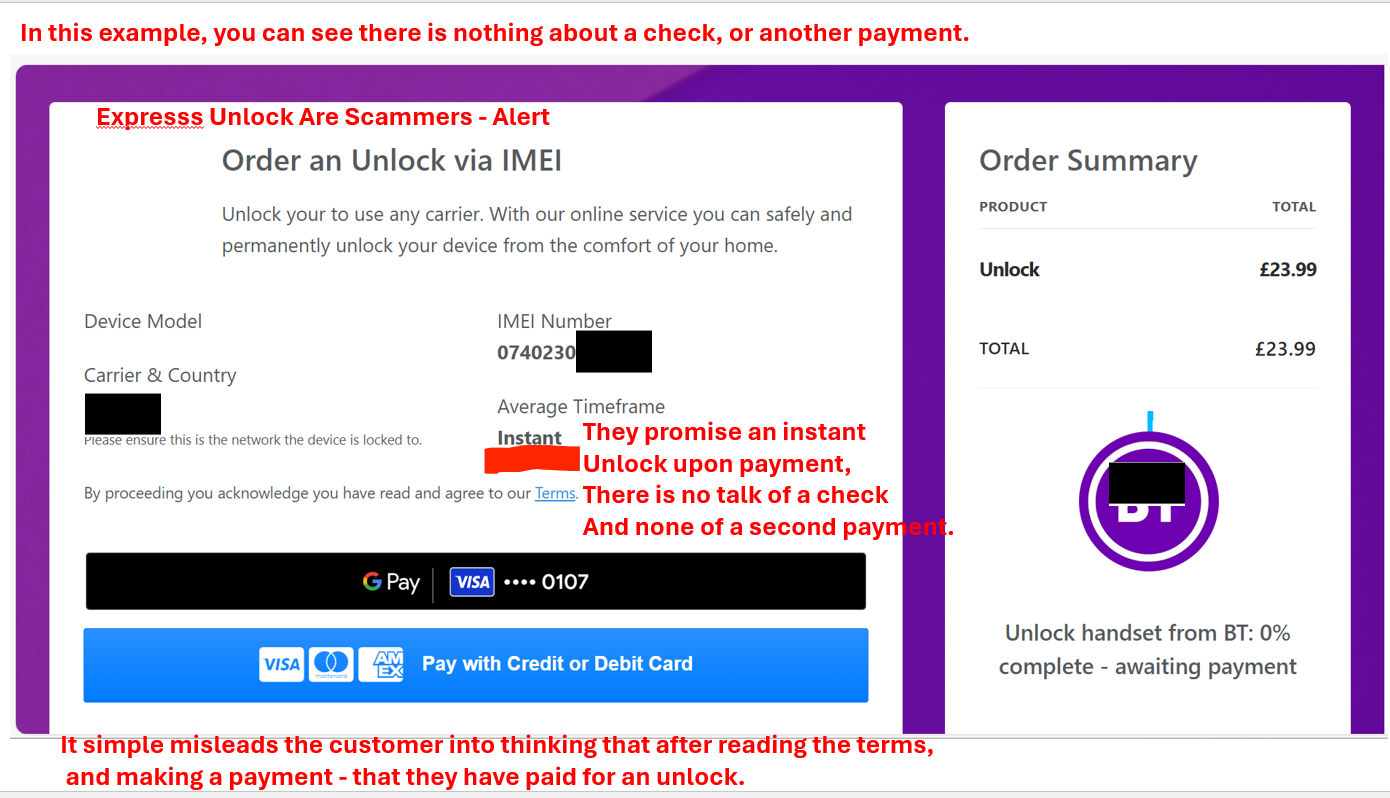 In this example, you can see there is nothing about a check, or another payment.
Expresss Unlock Are Scammers - Alert
Order an Unlock via IMEI
Unlock your to use any carrier. With our online service you can safely and
permanently unlock your device from the comfort of your home.
Device Model
IMEI Number
0740230
Carrier & Country
Please ensure this is the network the device is locked to.
Average Timeframe
Instant
They promise an instant
Unlock upon payment,
There is no talk of a check
And none of a second payment.
By proceeding you acknowledge you have read and agree to our Terms.
G Pay VISA •••• 0107
VISA mastercard AMEX Pay with Credit or Debit Card
Order Summary
PRODUCT TOTAL
Unlock £23.99
TOTAL £23.99
BT
Unlock handset from BT: 0%
complete - awaiting payment
It simple misleads the customer into thinking that after reading the terms,
and making a payment - that they have paid for an unlock.